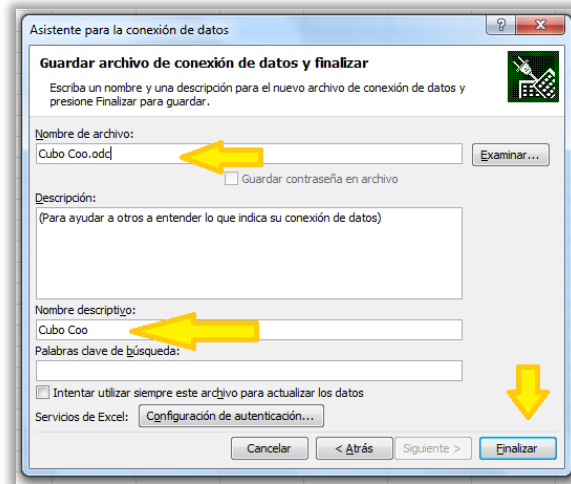 Asistente para la conexión de datos
Guardar archivo de conexión de datos y finalizar
Escriba un nombre y una descripción para el nuevo archivo de conexión de datos y
presione Finalizar para guardar.
Nombre de archivo:
Cubo Coo.odc
Examinar...
Guardar contraseña en archivo
Descripción:
(Para ayudar a otros a entender lo que indica su conexión de datos)
Nombre descriptivo:
Cubo Coo
Palabras clave de búsqueda:
Intentar utilizar siempre este archivo para actualizar los datos
Servicios de Excel: Configuración de autenticación...
Cancelar < Atrás Siguiente > Finalizar